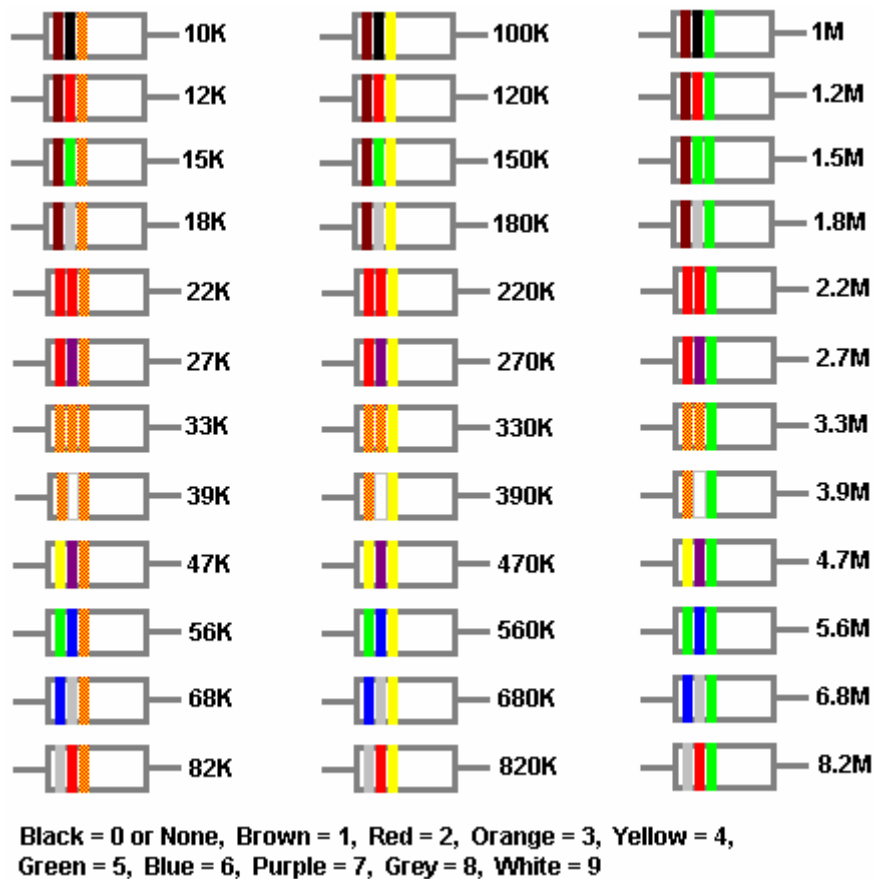 10K 100K 1M
12K 120K 1.2M
15K 150K 1.5M
18K 180K 1.8M
22K 220K 2.2M
27K 270K 2.7M
33K 330K 3.3M
39K 390K 3.9M
47K 470K 4.7M
56K 560K 5.6M
68K 680K 6.8M
82K 820K 8.2M
Black = 0 or None, Brown = 1, Red = 2, Orange = 3, Yellow = 4,
Green = 5, Blue = 6, Purple = 7, Grey = 8, White = 9